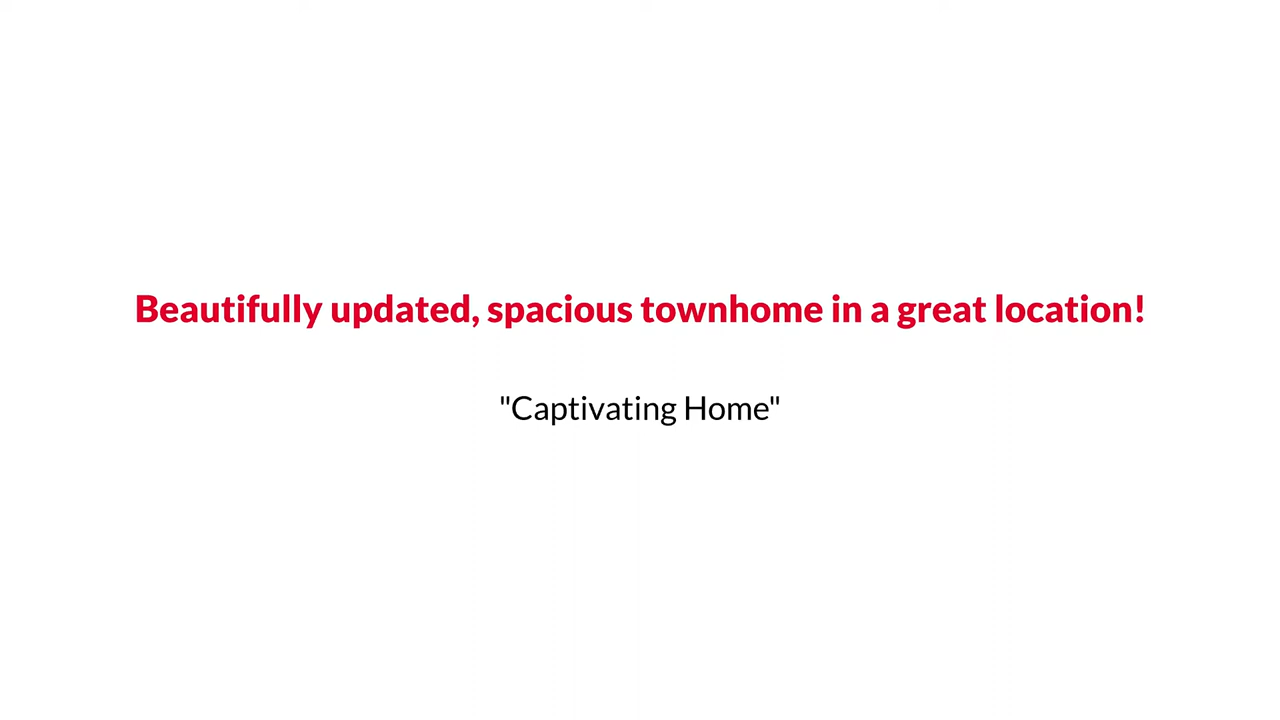 Beautifully updated, spacious townhome in a great location!
"Captivating Home"